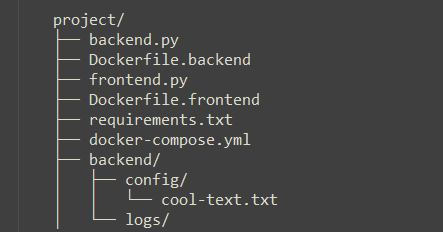 project/
├── backend.py
├── Dockerfile.backend
├── frontend.py
├── Dockerfile.frontend
├── requirements.txt
├── docker-compose.yml
├── backend/
│   ├── config/
│   │   └── cool-text.txt
│   └── logs/